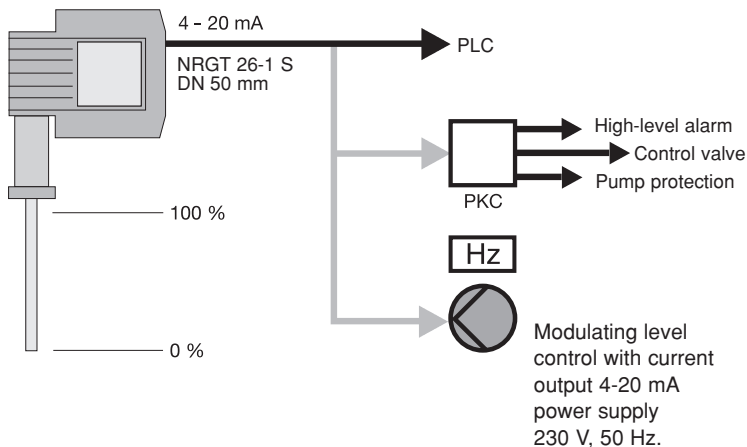 4 - 20 mA
NRGT 26-1 S
DN 50 mm
PLC
High-level alarm
Control valve
Pump protection
PKC
100 %
0 %
Hz
Modulating level
control with current
output 4-20 mA
power supply
230 V, 50 Hz.